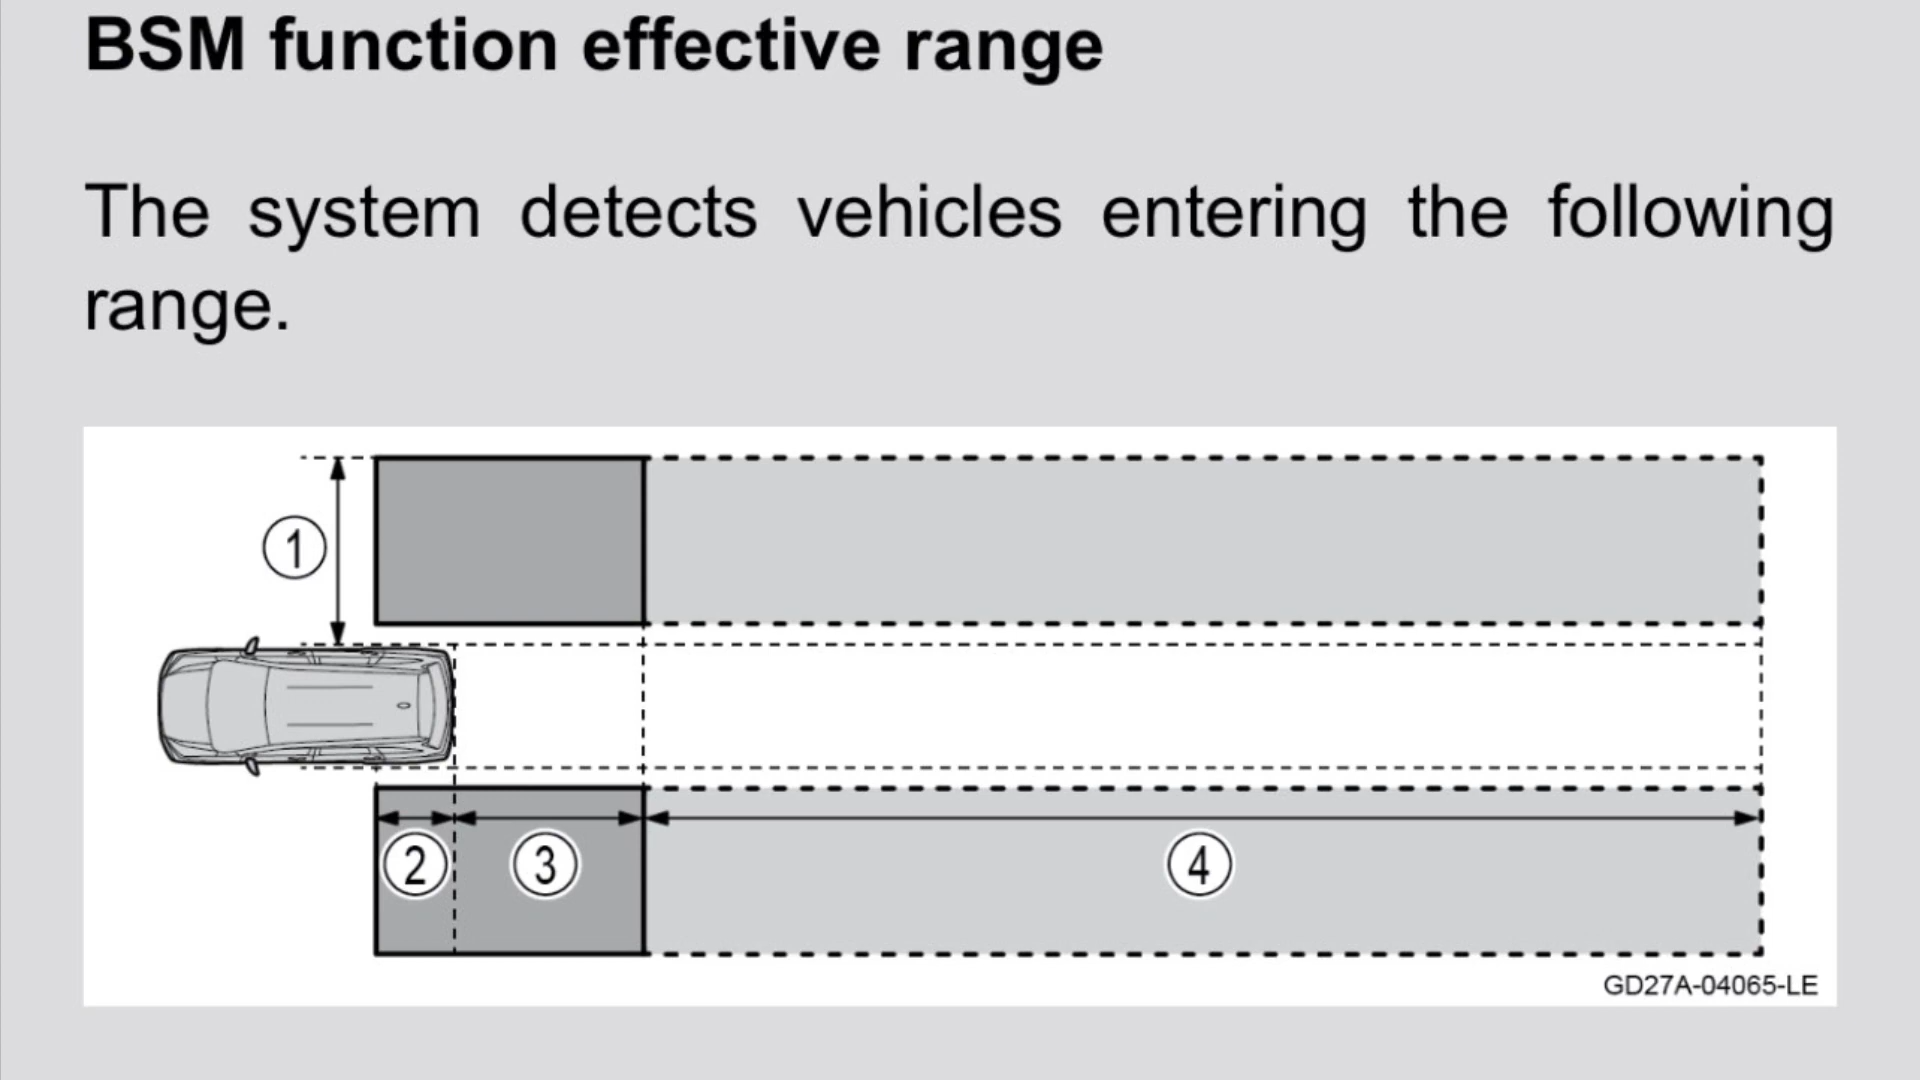 BSM function effective range
The system detects vehicles entering the following
range.
1
2
3
4
GD27A-04065-LE